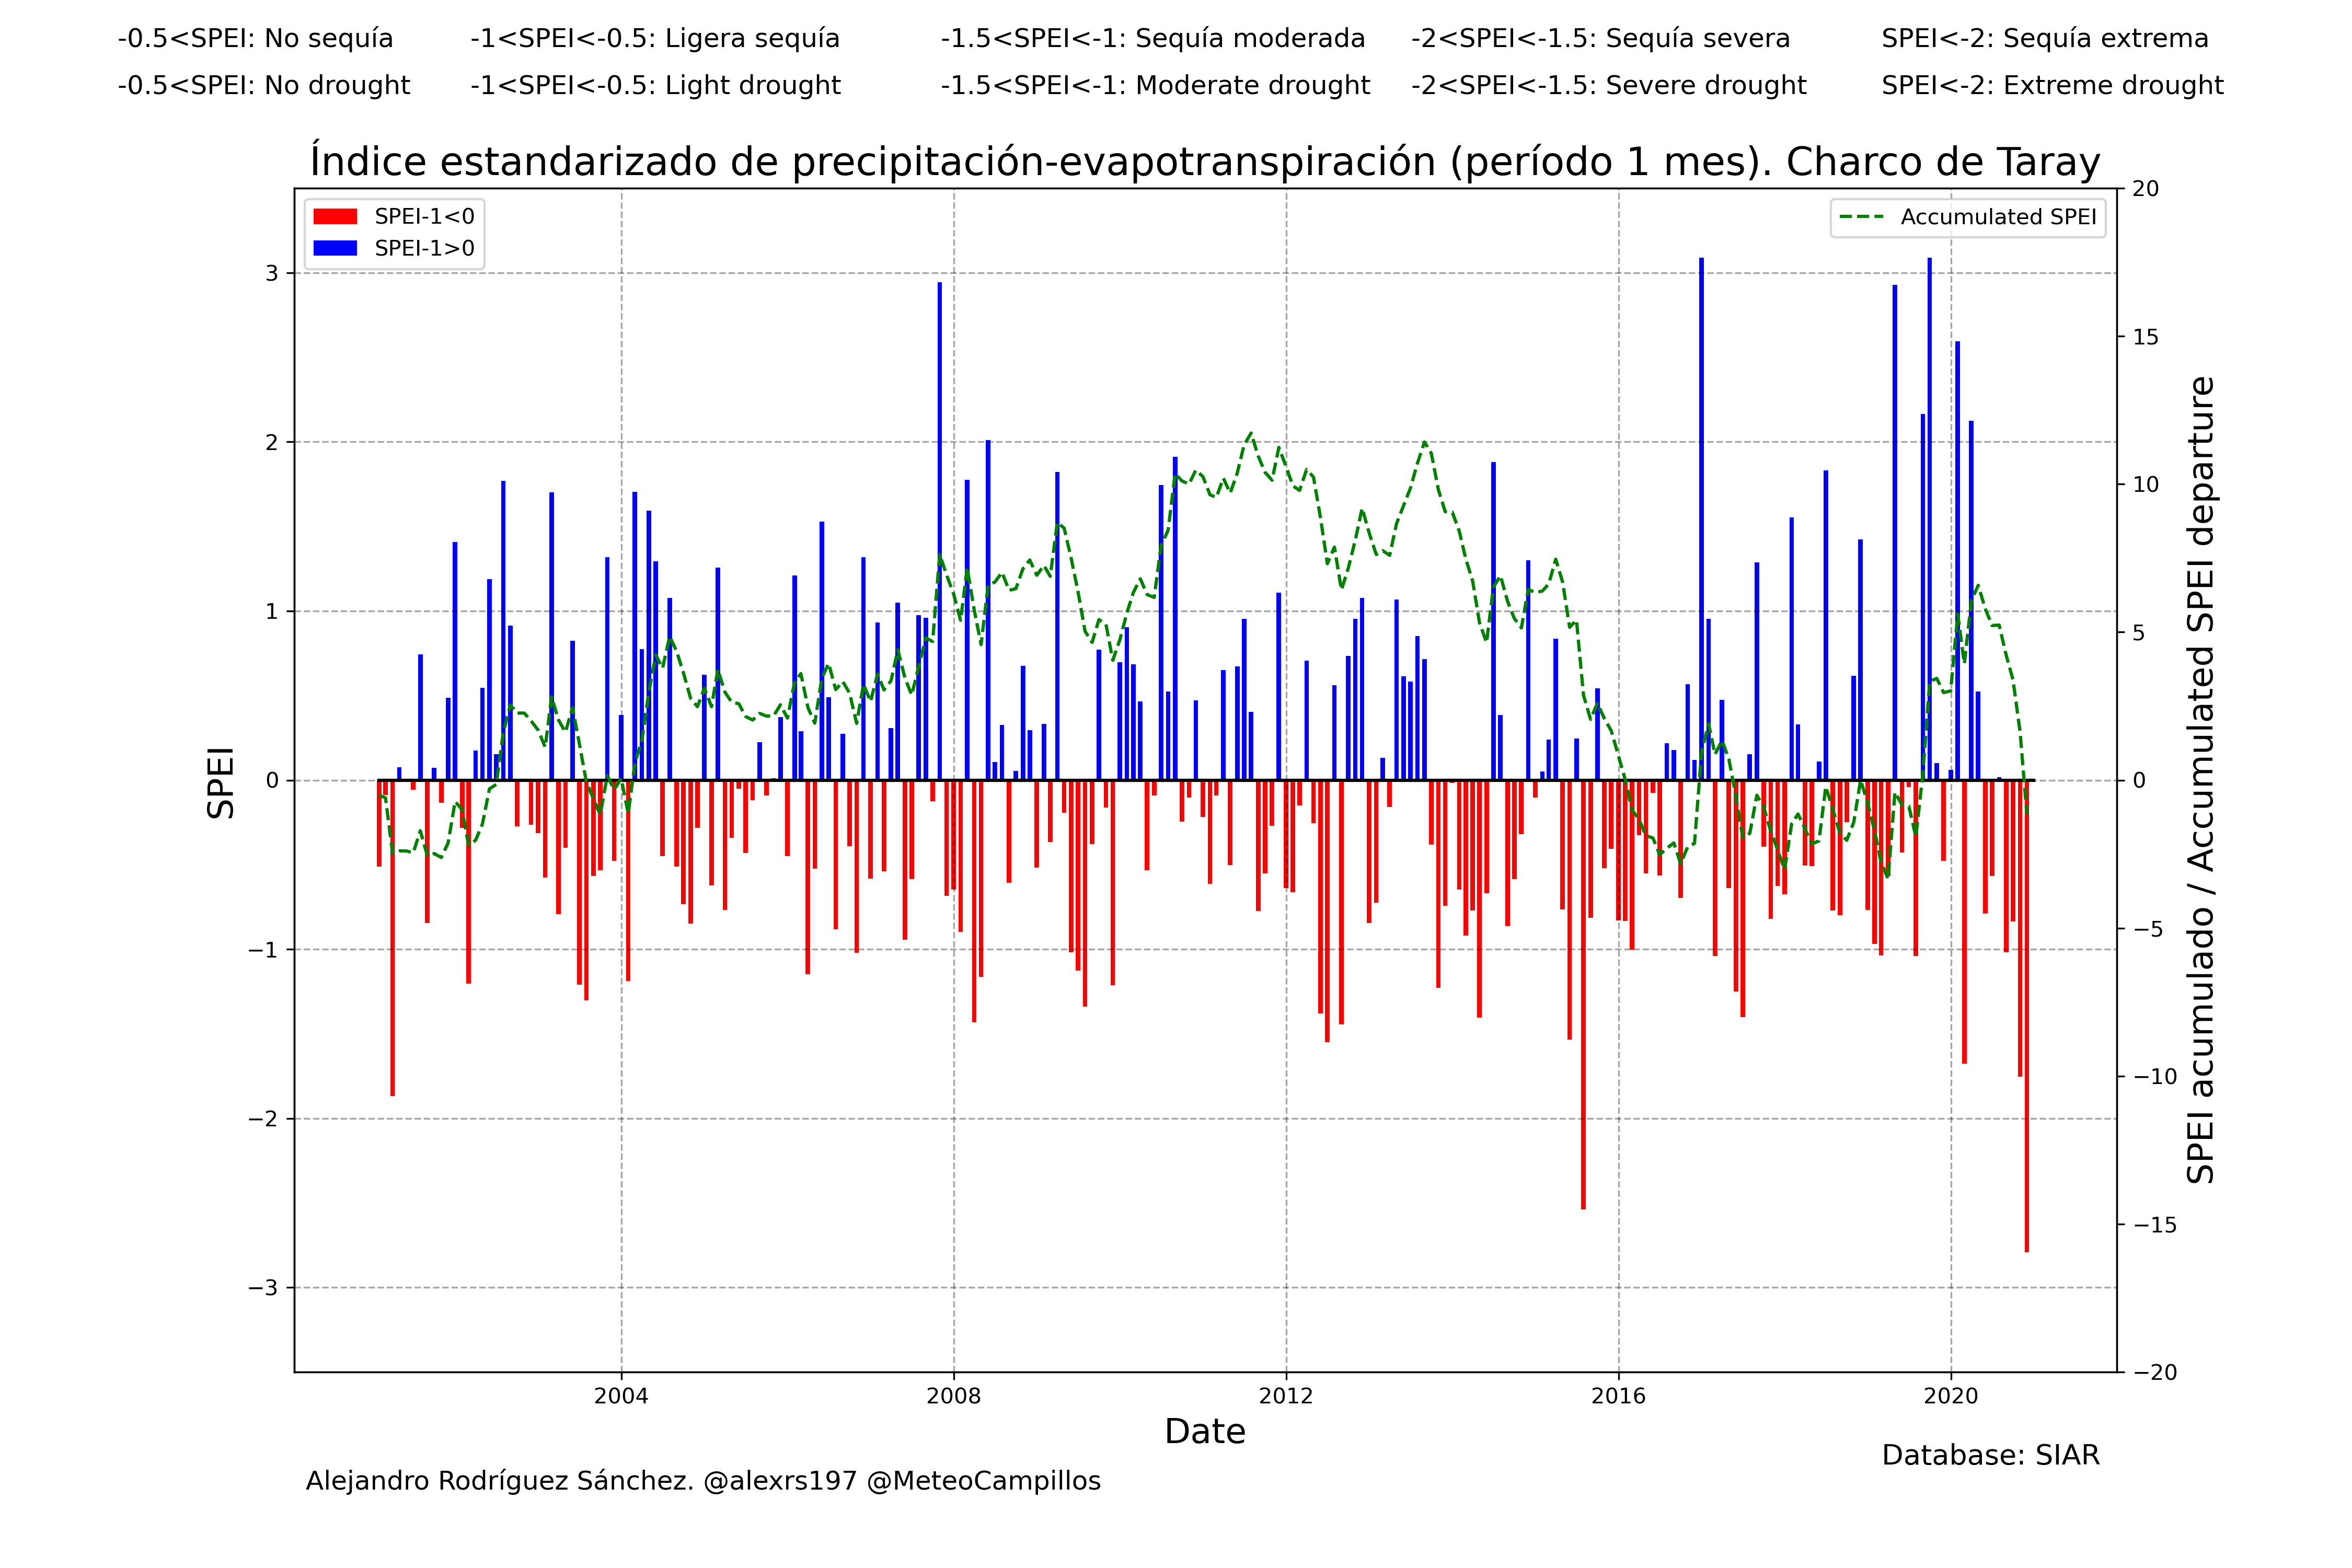 -0.5<SPEI: No sequía -1<SPEI<-0.5: Ligera sequía -1.5<SPEI<-1: Sequía moderada -2<SPEI<-1.5: Sequía severa SPEI<-2: Sequía extrema
-0.5<SPEI: No drought -1<SPEI<-0.5: Light drought -1.5<SPEI<-1: Moderate drought -2<SPEI<-1.5: Severe drought SPEI<-2: Extreme drought
Índice estandarizado de precipitación-evapotranspiración (período 1 mes). Charco de Taray
SPEI-1<0
SPEI-1>0
Accumulated SPEI
SPEI
3
2
1
0
−1
−2
−3
20
15
10
5
0
−5
−10
−15
−20
SPEI acumulado / Accumulated SPEI departure
2004 2008 2012 2016 2020
Date
Database: SIAR
Alejandro Rodríguez Sánchez. @alexrs197 @MeteoCampillos